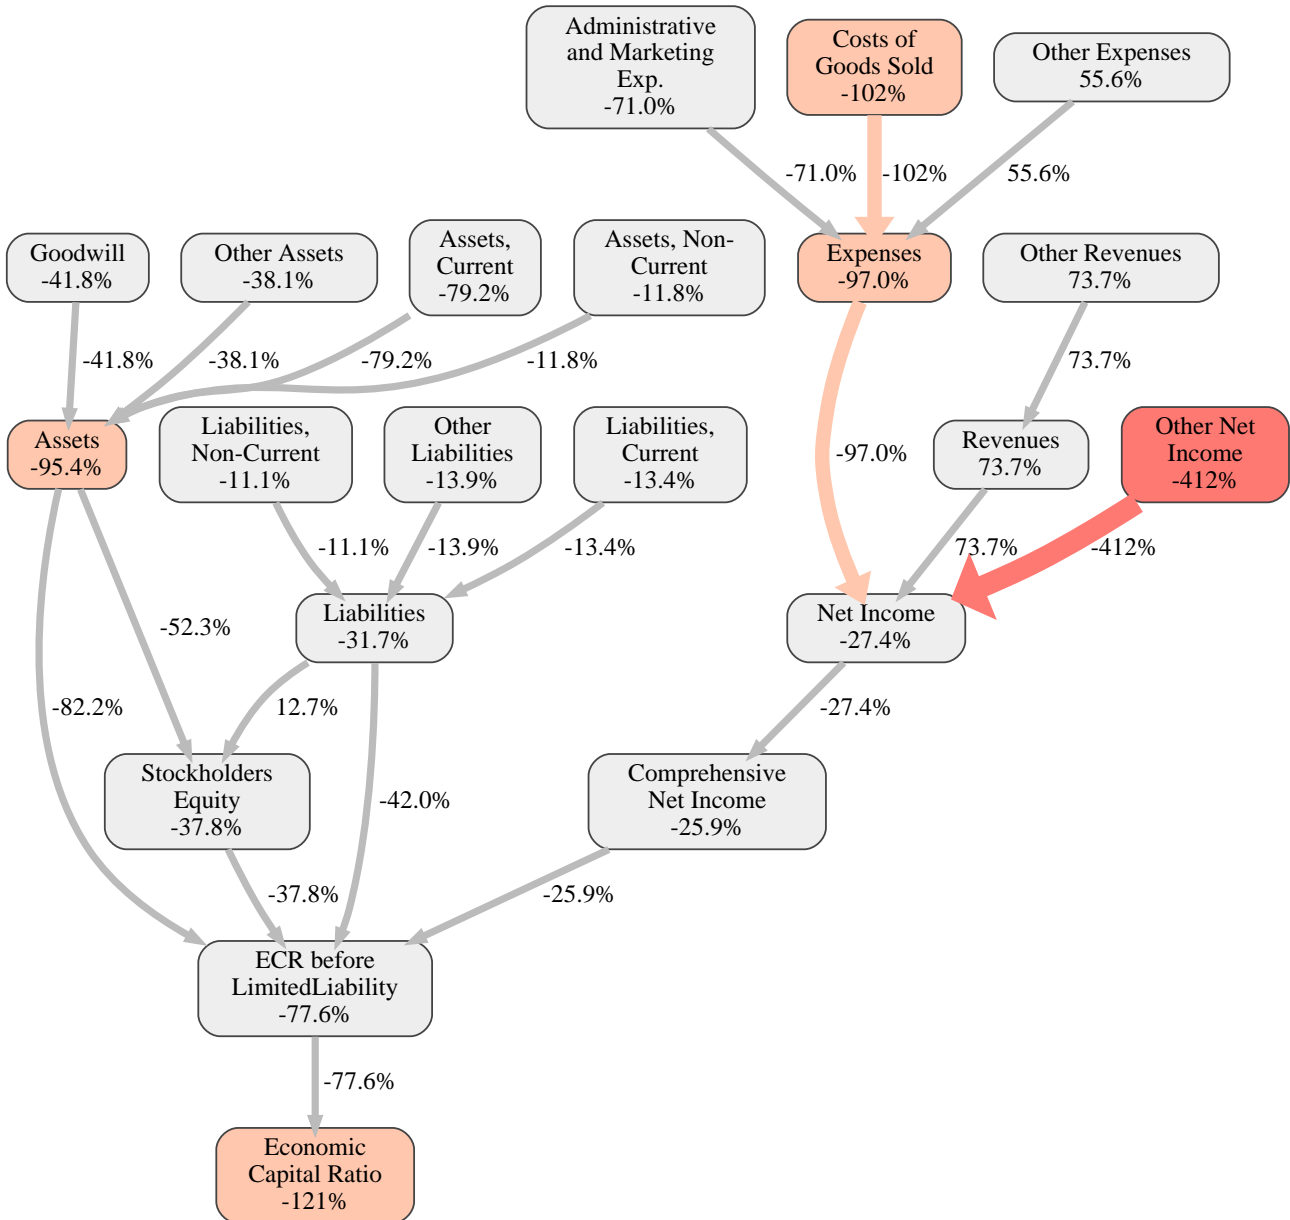 Administrative
and Marketing
Exp.
-71.0%
Costs of
Goods Sold
-102%
Other Expenses
55.6%
-71.0%
-102%
55.6%
Goodwill
-41.8%
Other Assets
-38.1%
Assets,
Current
-79.2%
Assets, Non-
Current
-11.8%
Expenses
-97.0%
Other Revenues
73.7%
-41.8%
-38.1%
-79.2%
-11.8%
73.7%
Assets
-95.4%
Liabilities,
Non-Current
-11.1%
Other
Liabilities
-13.9%
Liabilities,
Current
-13.4%
-97.0%
Revenues
73.7%
Other Net
Income
-412%
-11.1%
-13.9%
-13.4%
73.7%
-412%
-52.3%
Liabilities
-31.7%
Net Income
-27.4%
-82.2%
12.7%
-27.4%
Stockholders
Equity
-37.8%
-42.0%
Comprehensive
Net Income
-25.9%
-37.8%
-25.9%
ECR before
LimitedLiability
-77.6%
-77.6%
Economic
Capital Ratio
-121%